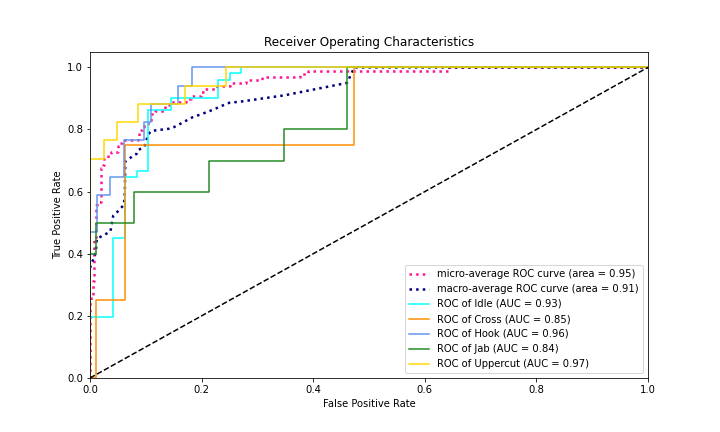 Receiver Operating Characteristics
True Positive Rate
1.0
0.8
0.6
0.4
0.2
0.0
micro-average ROC curve (area = 0.95)
macro-average ROC curve (area = 0.91)
ROC of Idle (AUC = 0.93)
ROC of Cross (AUC = 0.85)
ROC of Hook (AUC = 0.96)
ROC of Jab (AUC = 0.84)
ROC of Uppercut (AUC = 0.97)
0.0 0.2 0.4 0.6 0.8 1.0
False Positive Rate